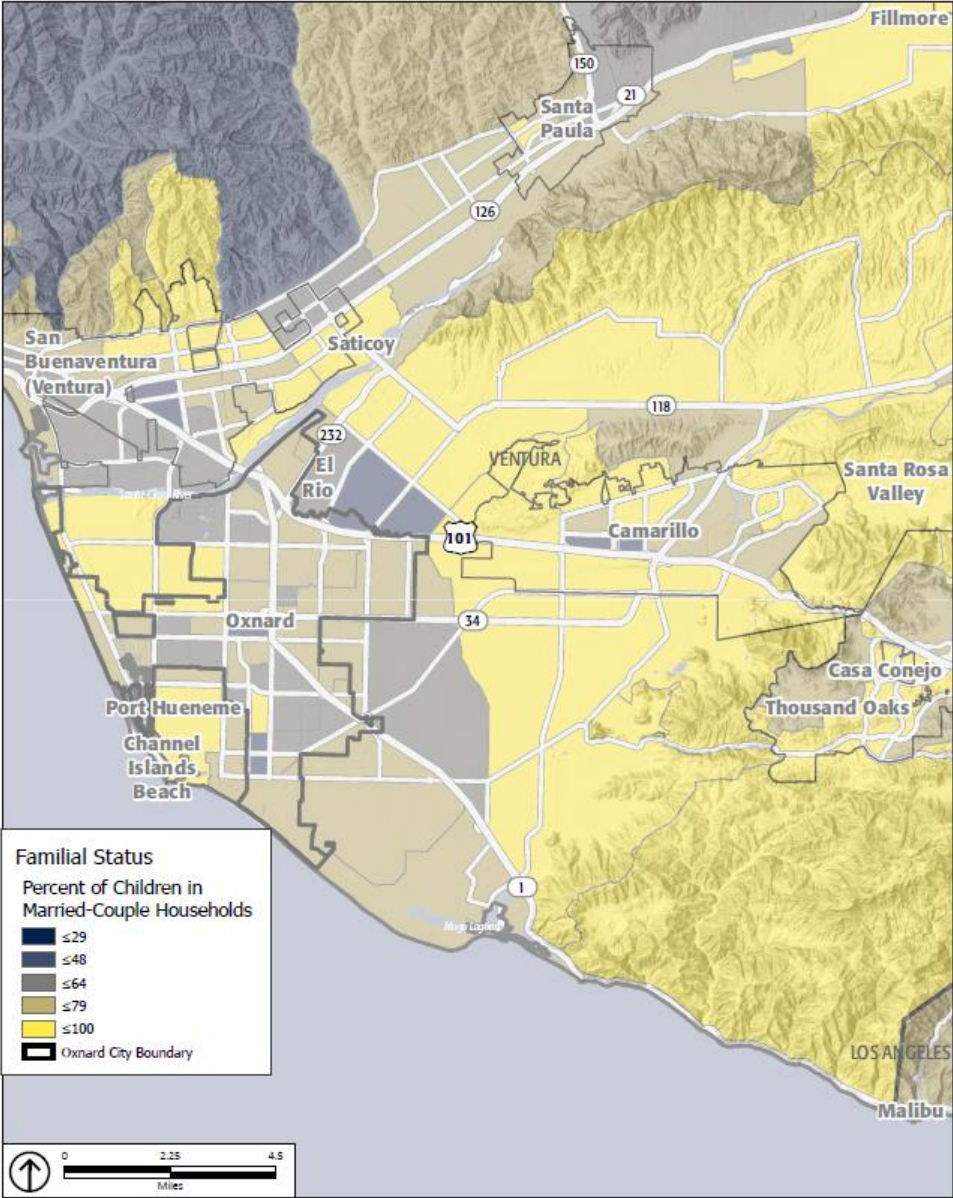 Fillmore
150
21
Santa
Paula
126
San
Buenaventura
(Ventura)
Saticoy
118
232
El
Rio
VENTURA
Santa Rosa
Valley
Camarillo
101
Oxnard
34
Casa Conejo
Thousand Oaks
Port Hueneme
Channel
Islands
Beach
1
LOS ANGELES
Malibu
Familial Status
Percent of Children in
Married-Couple Households
≤29
≤48
≤64
≤79
≤100
Oxnard City Boundary
0 2.25 4.5
Miles